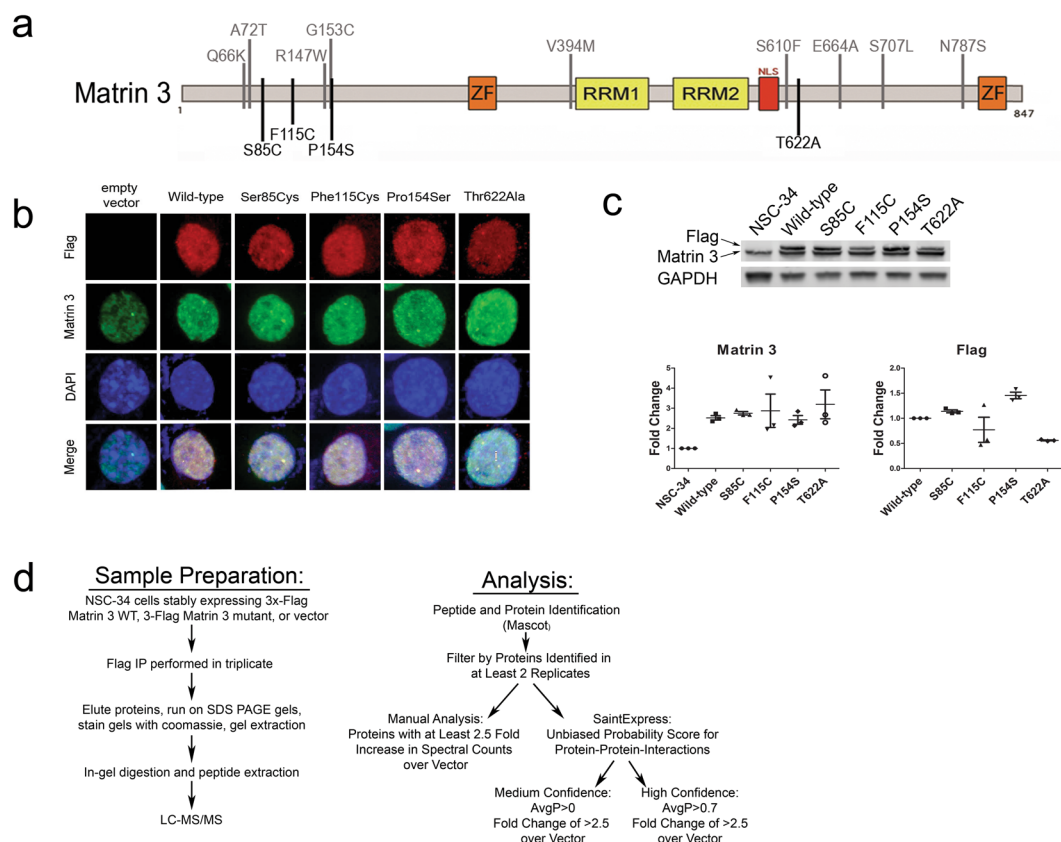 a
A72T
G153C
Q66K
R147W
V394M
S610F
E664A
S707L
N787S
Matrin 3
ZF
RRM1
RRM2
NLS
ZF
1
847
F115C
S85C
P154S
T622A
b
empty
vector
Wild-type
Ser85Cys
Phe115Cys
Pro154Ser
Thr622Ala
Flag
Matrin 3
DAPI
Merge
c
NSC-34
Wild-type
S85C
F115C
P154S
T622A
Flag
Matrin 3
GAPDH
Matrin 3
Fold Change
5
4
3
2
1
0
NSC-34
Wild-type
S85C
F115C
P154S
T622A
Flag
Fold Change
2.0
1.5
1.0
0.5
0.0
Wild-type
S85C
F115C
P154S
T622A
d
Sample Preparation:
NSC-34 cells stably expressing 3x-Flag
Matrin 3 WT, 3-Flag Matrin 3 mutant, or vector
Flag IP performed in triplicate
Elute proteins, run on SDS PAGE gels,
stain gels with coomassie, gel extraction
In-gel digestion and peptide extraction
LC-MS/MS
Analysis:
Peptide and Protein Identification
(Mascot)
Filter by Proteins Identified in
at Least 2 Replicates
Manual Analysis:
Proteins with at Least 2.5 Fold
Increase in Spectral Counts
over Vector
SaintExpress:
Unbiased Probability Score for
Protein-Protein-Interactions
Medium Confidence:
AvgP>0
Fold Change of >2.5
over Vector
High Confidence:
AvgP>0.7
Fold Change of >2.5
over Vector